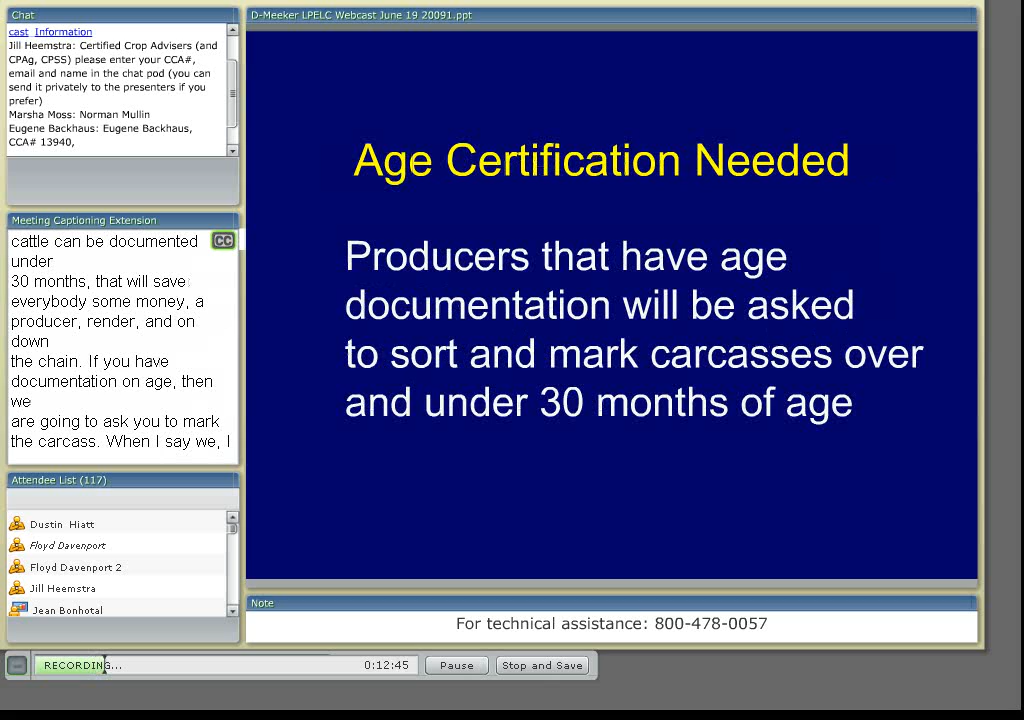 Chat
cast Information
Jill Heemstra: Certified Crop Advisers (and
CPAg, CPSS) please enter your CCA#,
email and name in the chat pod (you can
send it privately to the presenters if you
prefer)
Marsha Moss: Norman Mullin
Eugene Backhaus: Eugene Backhaus,
CCA# 13940,
Meeting Captioning Extension
CC
cattle can be documented
under
30 months, that will save
everybody some money, a
producer, render, and on
down
the chain. If you have
documentation on age, then
we
are going to ask you to mark
the carcass. When I say we, I
Attendee List (117)
Dustin Hiatt
Floyd Davenport
Floyd Davenport 2
Jill Heemstra
Jean Bonhotal
D-Meeker LPELC Webcast June 19 20091.ppt
Age Certification Needed
Producers that have age
documentation will be asked
to sort and mark carcasses over
and under 30 months of age
Note
For technical assistance: 800-478-0057
RECORDING...
0:12:45
Pause
Stop and Save